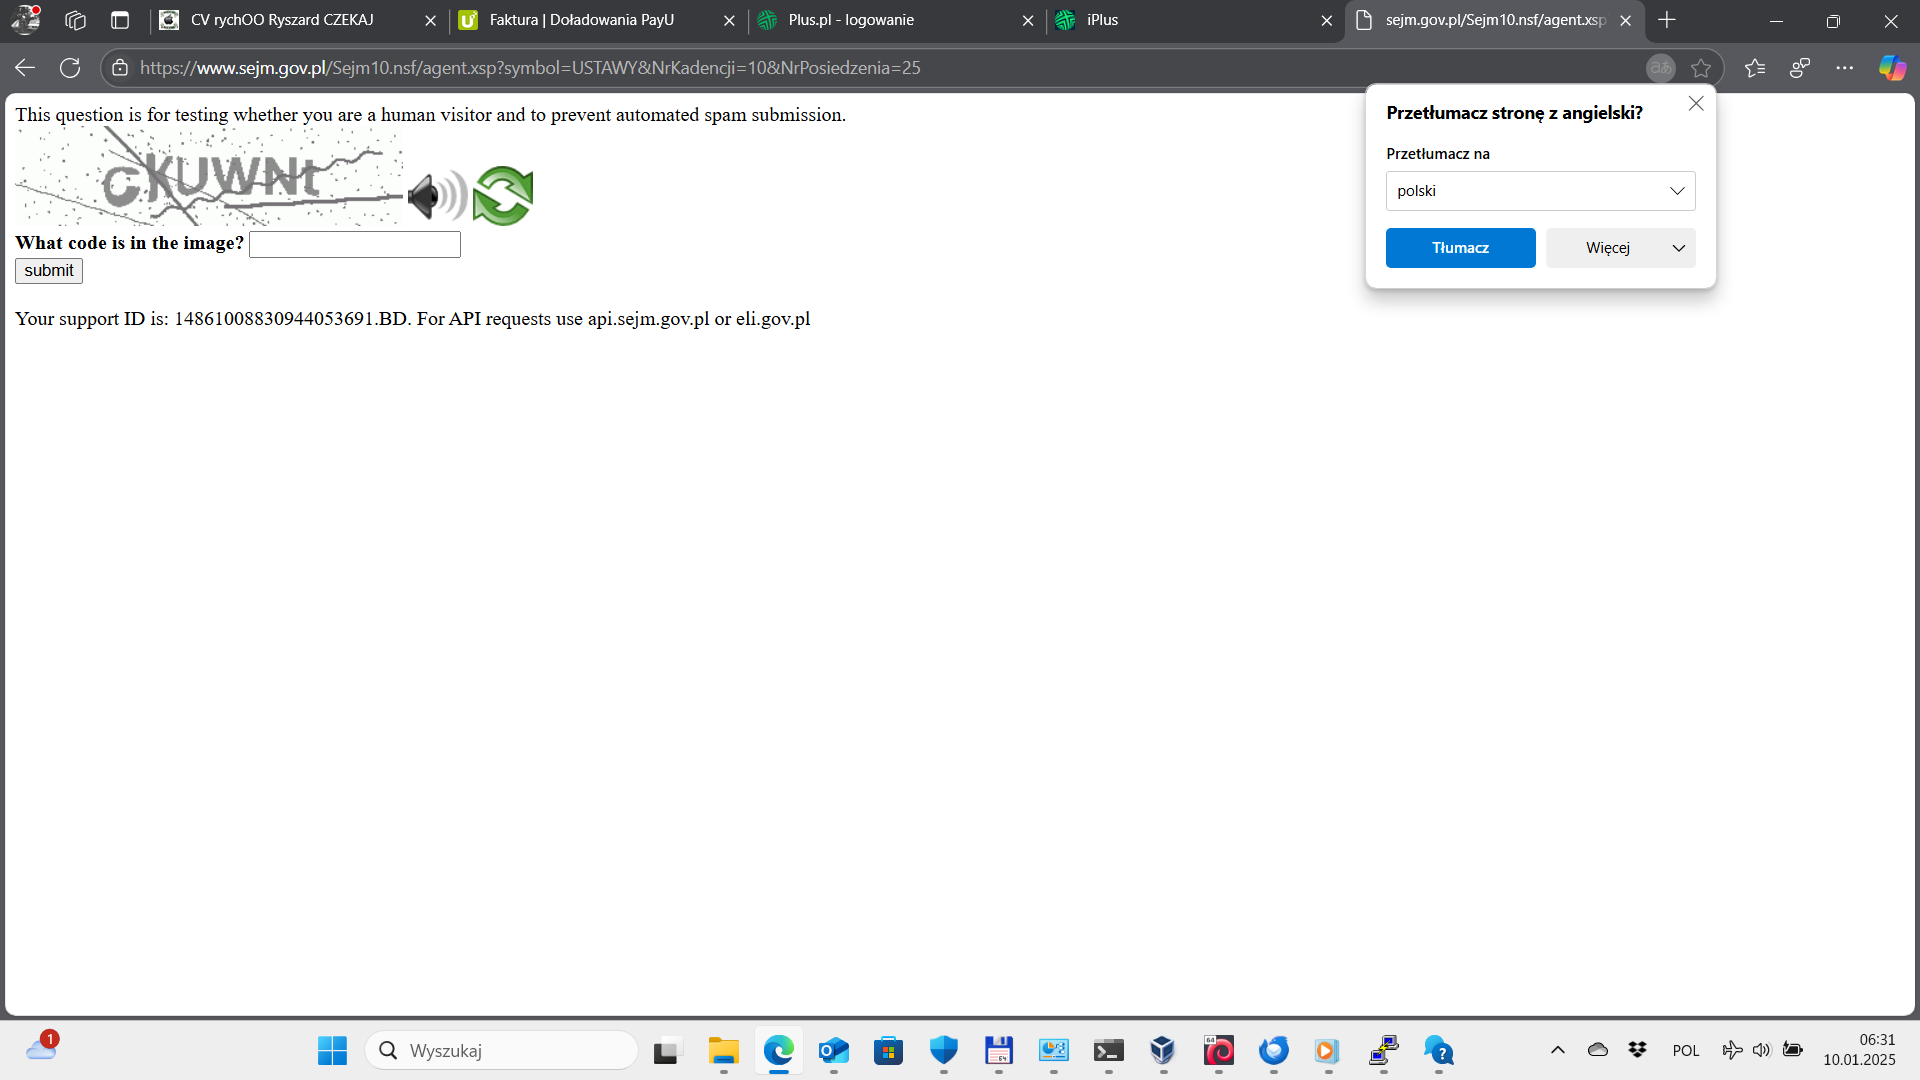 CV rychOO Ryszard CZEKAJ
Faktura | Doładowania PayU
Plus.pl - logowanie
iPlus
sejm.gov.pl/Sejm10.nsf/agent.xsp
https://www.sejm.gov.pl/Sejm10.nsf/agent.xsp?symbol=USTAWY&NrKadencji=10&NrPosiedzenia=25
This question is for testing whether you are a human visitor and to prevent automated spam submission.
cKUWNt
What code is in the image?
submit
Your support ID is: 14861008830944053691.BD. For API requests use api.sejm.gov.pl or eli.gov.pl
Przetłumacz stronę z angielski?
Przetłumacz na
polski
Tłumacz
Więcej
1
Wyszukaj
64
64
POL
06:31
10.01.2025